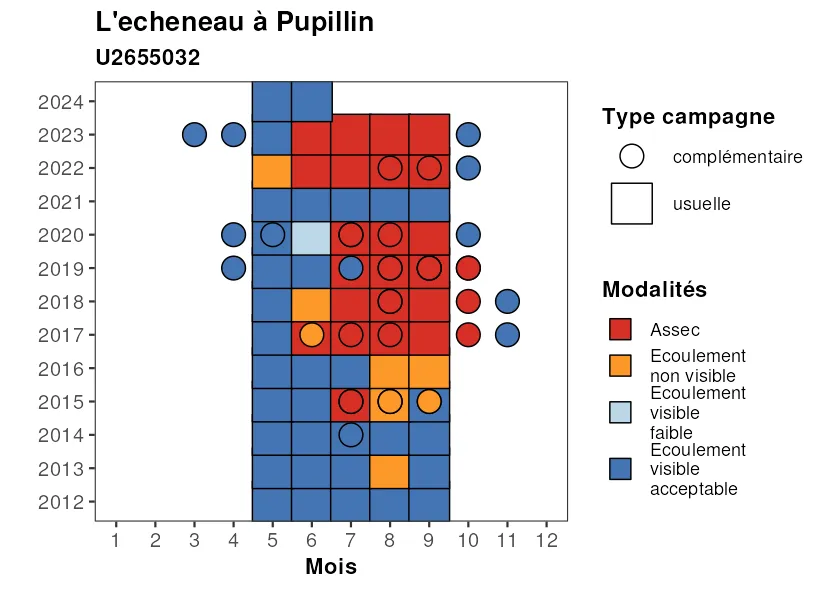 L'echeneau à Pupillin
U2655032
2024
2023
2022
2021
2020
2019
2018
2017
2016
2015
2014
2013
2012
1 2 3 4 5 6 7 8 9 10 11 12
Mois
Type campagne
complémentaire
usuelle
Modalités
Assec
Ecoulement
non visible
Ecoulement
visible
faible
Ecoulement
visible
acceptable